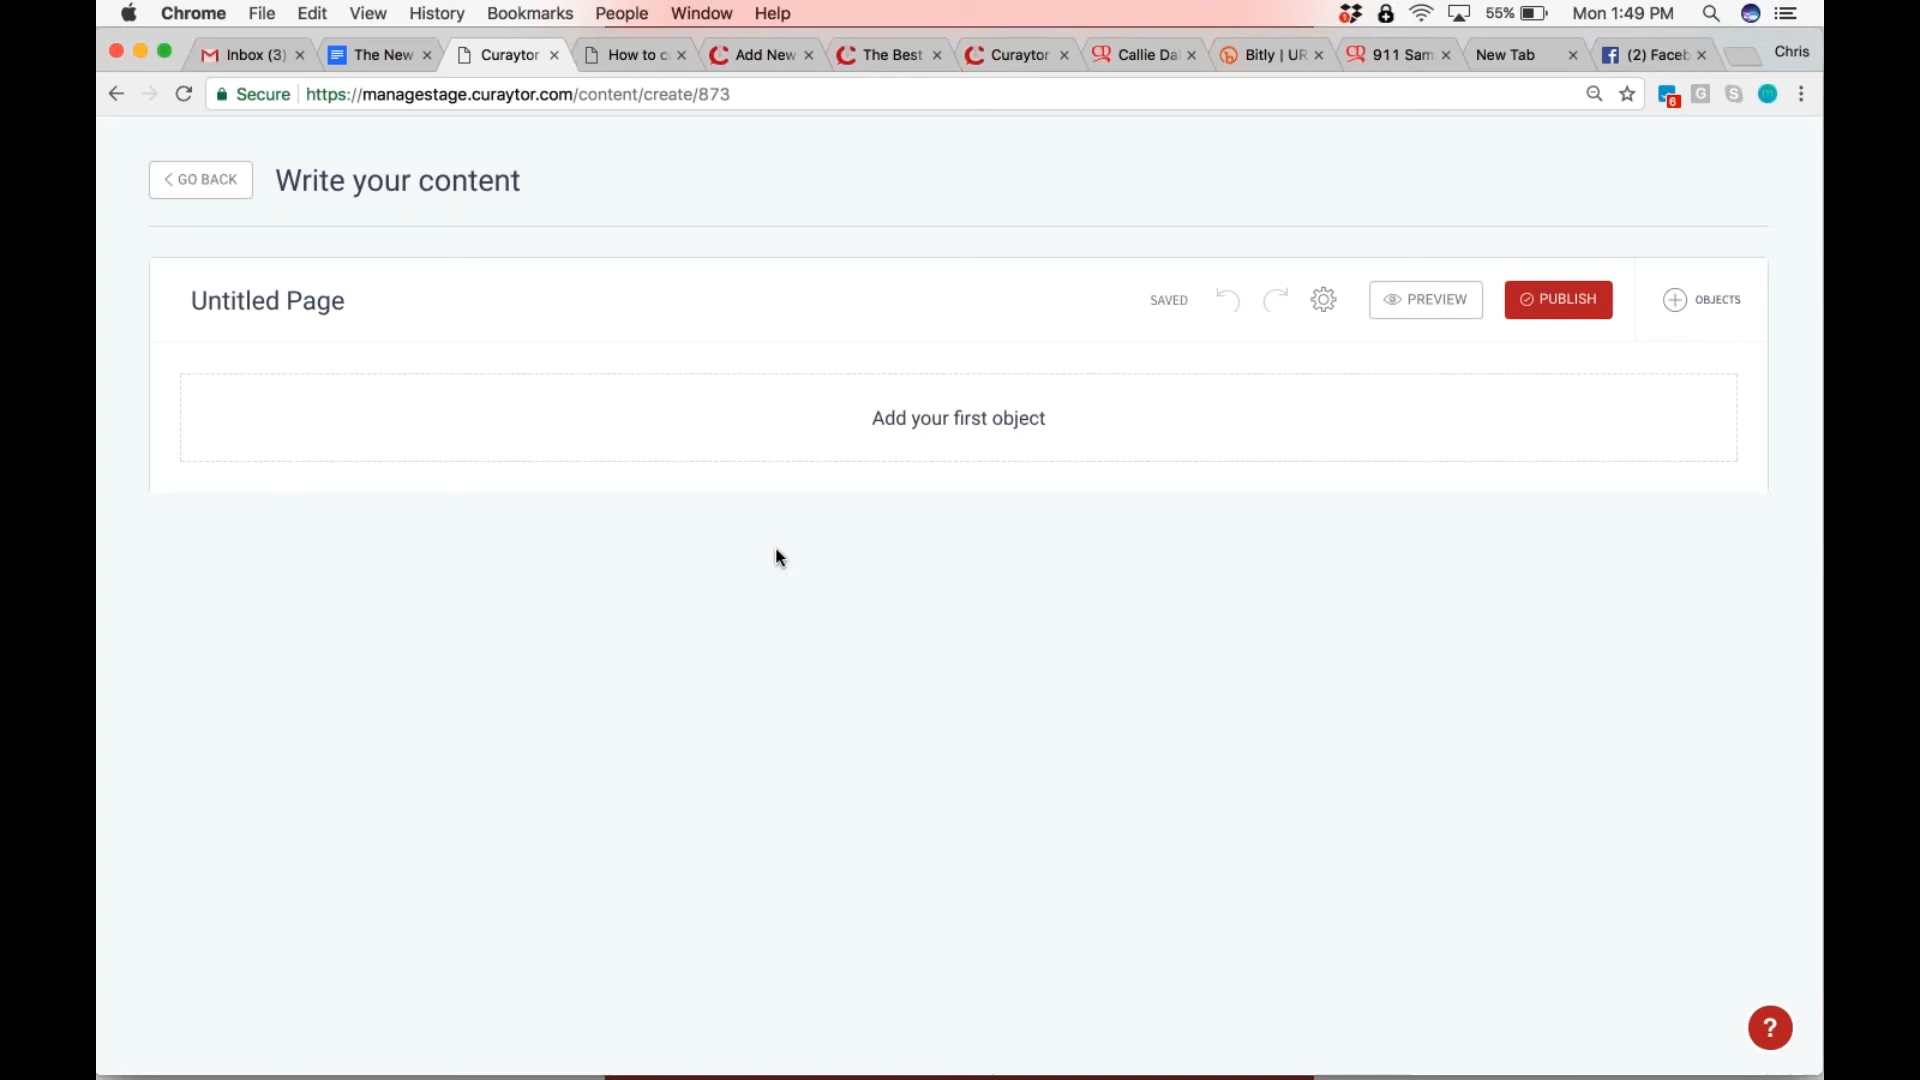 Chrome File Edit View History Bookmarks People Window Help 55% Mon 1:49 PM
Inbox (3) The New Curaytor How to c Add New The Best Curaytor Callie Da Bitly | UR 911 Sam New Tab (2) Faceb Chris
Secure https://managestage.curaytor.com/content/create/873 6 G S
GO BACK Write your content
Untitled Page SAVED PREVIEW PUBLISH OBJECTS
Add your first object
?